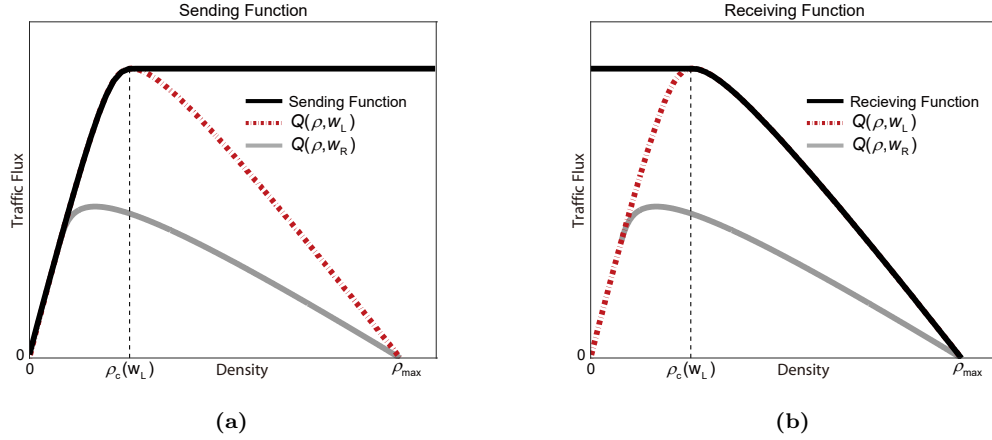 Sending Function
Traffic Flux
Sending Function
Q(ρ,w_L)
Q(ρ,w_R)
0
0
ρ_c(w_L)
Density
ρ_max
(a)
Receiving Function
Traffic Flux
Recieving Function
Q(ρ,w_L)
Q(ρ,w_R)
0
0
ρ_c(w_L)
Density
ρ_max
(b)